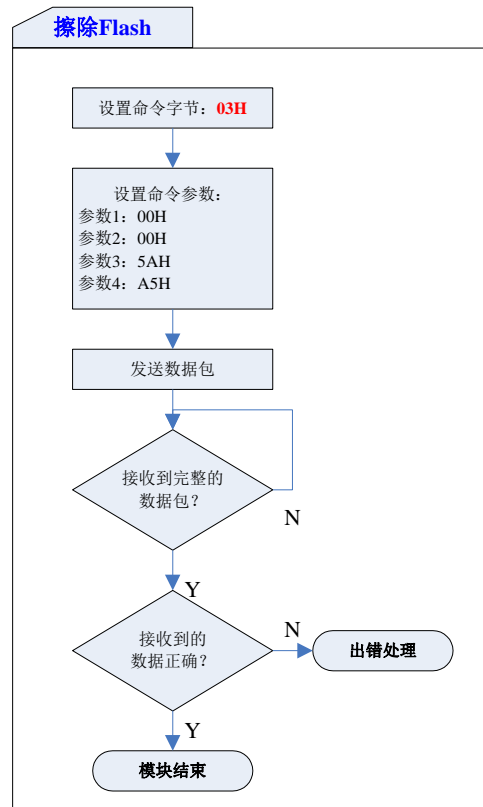 擦除Flash
设置命令字节：03H
设置命令参数：
参数1：00H
参数2：00H
参数3：5AH
参数4：A5H
发送数据包
接收到完整的
数据包？
N
Y
接收到的
数据正确？
N
出错处理
Y
模块结束